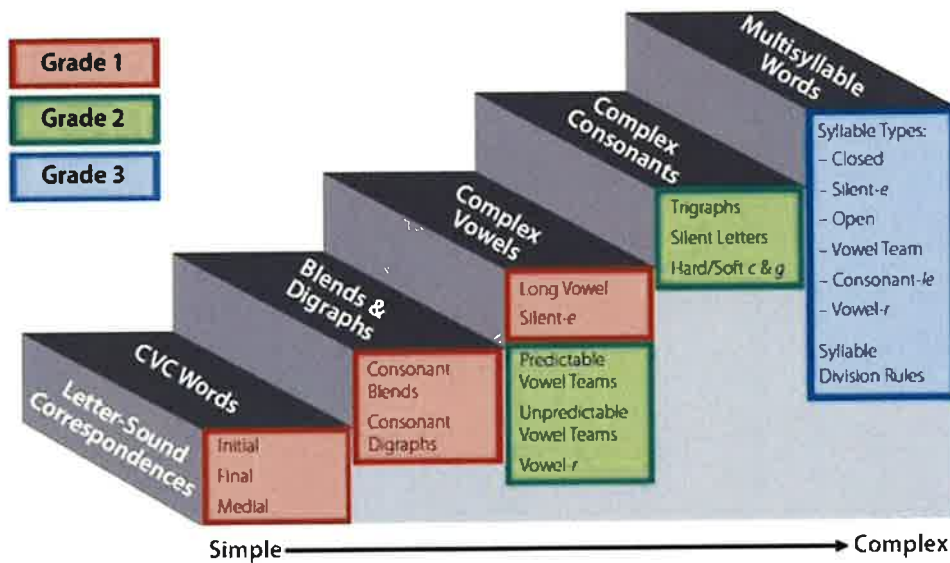 Grade 1
Grade 2
Grade 3
Letter-Sound
Correspondences
CVC Words
Initial
Final
Medial
Blends &
Digraphs
Consonant
Blends
Consonant
Digraphs
Complex
Vowels
Long Vowel
Silent-e
Predictable
Vowel Teams
Unpredictable
Vowel Teams
Vowel-r
Complex
Consonants
Trigraphs
Silent Letters
Hard/Soft c & g
Multisyllable
Words
Syllable Types:
– Closed
– Silent-e
– Open
– Vowel Team
– Consonant-le
– Vowel-r
Syllable
Division Rules
Simple
Complex